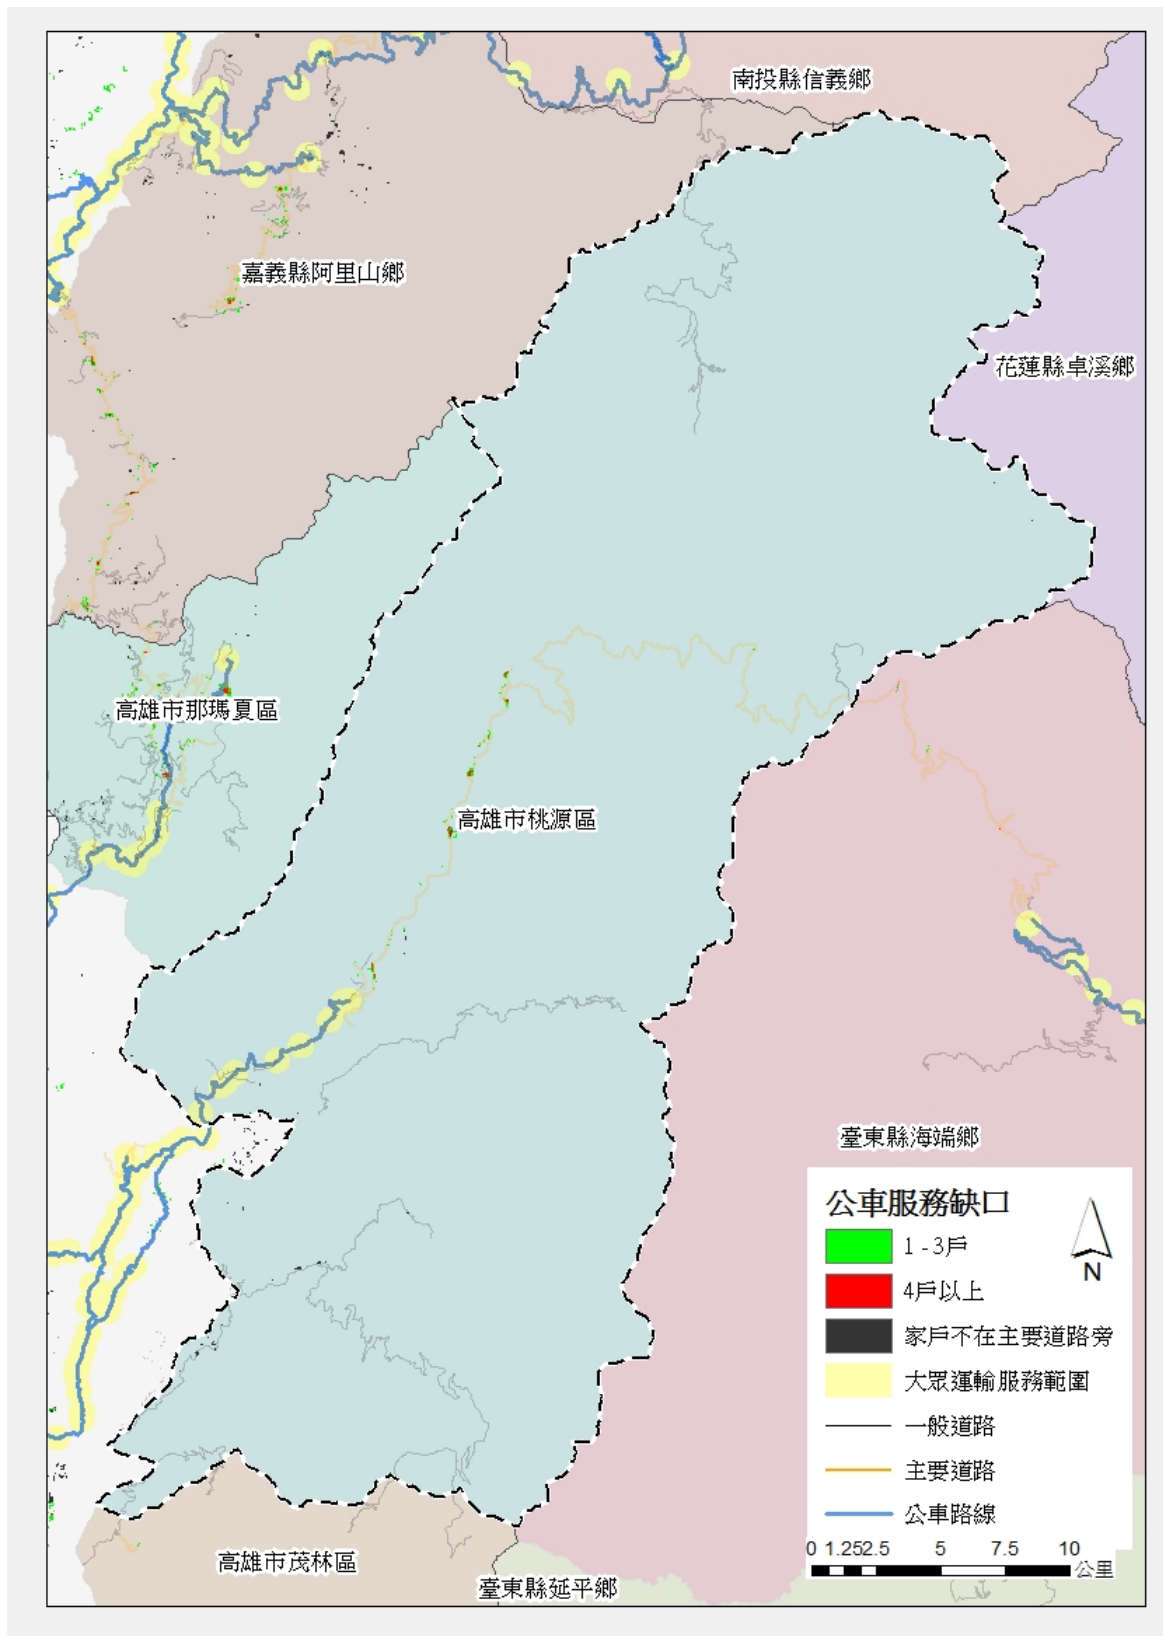 南投縣信義鄉
嘉義縣阿里山鄉
花蓮縣卓溪鄉
高雄市那瑪夏區
高雄市桃源區
臺東縣海端鄉
公車服務缺口
1 - 3戶
4戶以上
家戶不在主要道路旁
大眾運輸服務範圍
一般道路
主要道路
公車路線
N
0 1.252.5 5 7.5 10
公里
高雄市茂林區
臺東縣延平鄉